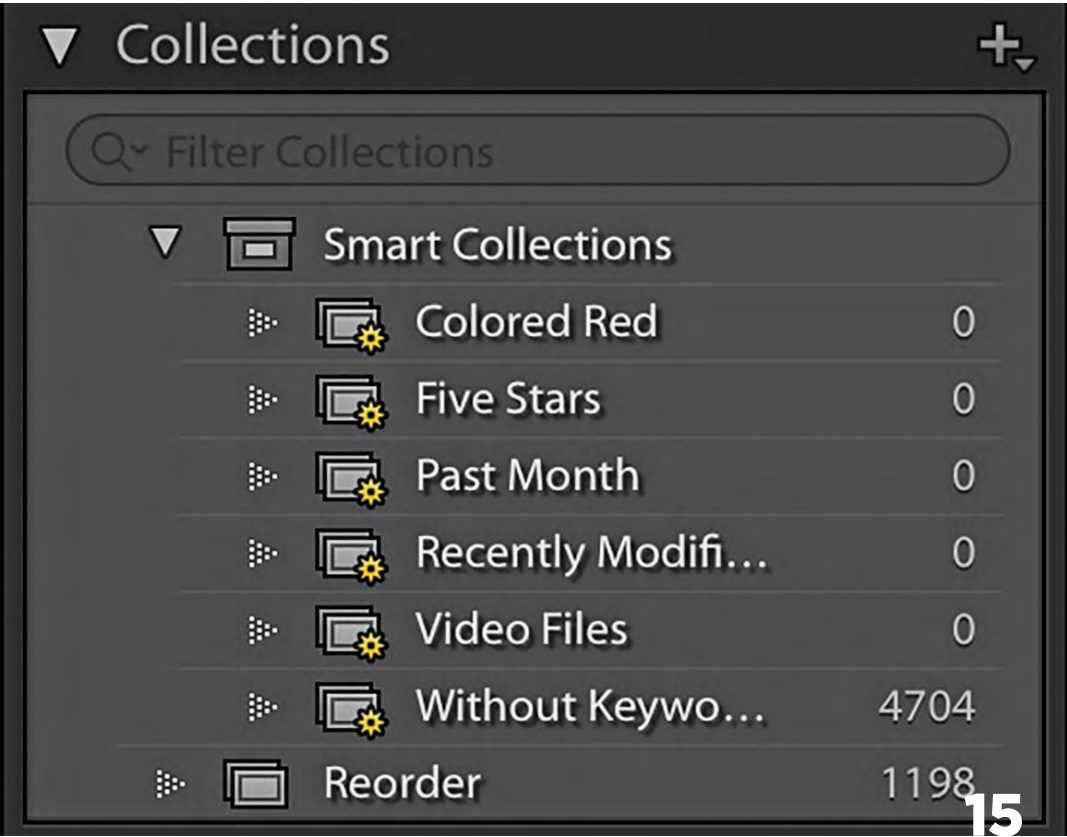 Collections
Filter Collections
Smart Collections
Colored Red 0
Five Stars 0
Past Month 0
Recently Modifi... 0
Video Files 0
Without Keywo... 4704
Reorder 1198
15